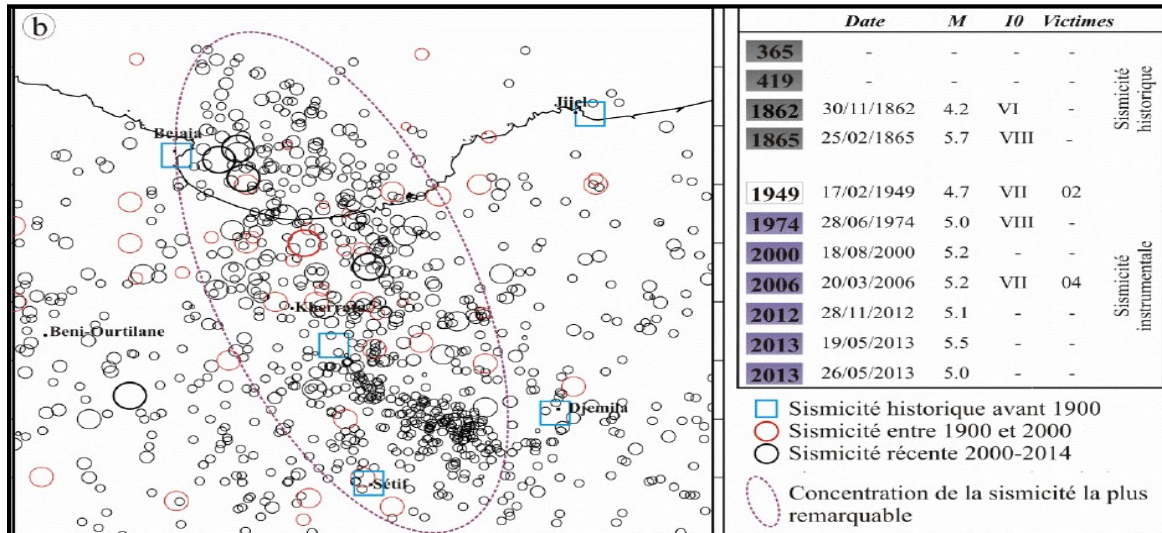 b
Jijel
Bejaia
Kherrata
Beni-Ourtilane
Djemila
Sétif
Date M I0 Victimes
365 - - - -
419 - - - -
1862 30/11/1862 4.2 VI -
1865 25/02/1865 5.7 VIII -
Sismicité
historique
1949 17/02/1949 4.7 VII 02
1974 28/06/1974 5.0 VIII -
2000 18/08/2000 5.2 - -
2006 20/03/2006 5.2 VII 04
2012 28/11/2012 5.1 - -
2013 19/05/2013 5.5 - -
2013 26/05/2013 5.0 - -
Sismicité
instrumentale
Sismicité historique avant 1900
Sismicité entre 1900 et 2000
Sismicité récente 2000-2014
Concentration de la sismicité la plus
remarquable